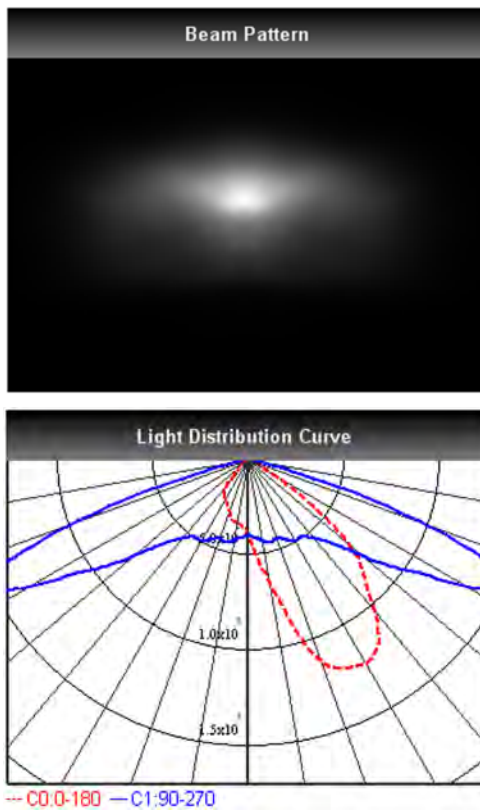 Beam Pattern
Light Distribution Curve
1.0x10
1.5x10
--- C0:0-180 — C1:90-270